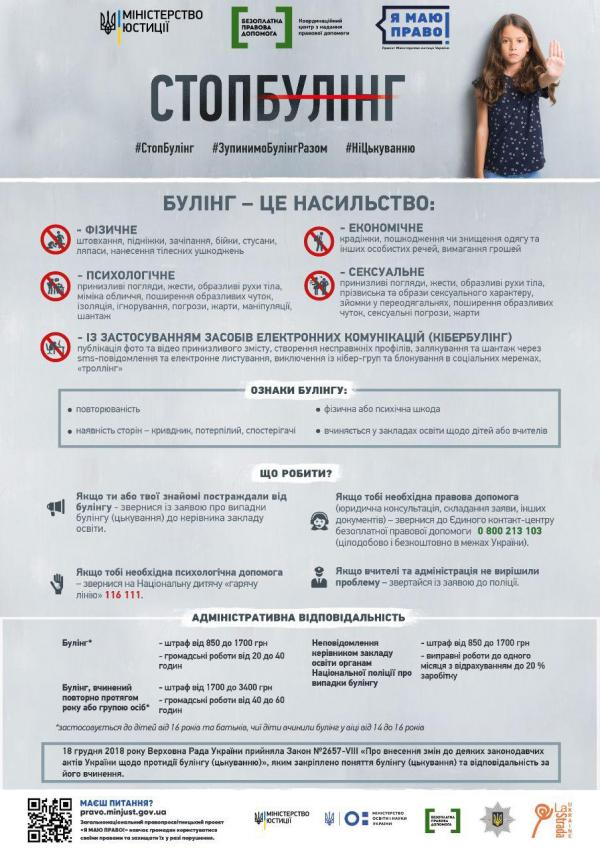 МІНІСТЕРСТВО
ЮСТИЦІЇ
БЕЗОПЛАТНА
ПРАВОВА
ДОПОМОГА
Координаційний
центр з надання
правової допомоги
Я МАЮ
ПРАВО!
Проєкт Міністерства юстиції України
СТОПБУЛІНГ
#СтопБулінг #ЗупинимоБулінгРазом #НіЦькуванню
БУЛІНГ – ЦЕ НАСИЛЬСТВО:
- ФІЗИЧНЕ
штовхання, підніжки, зачіпання, бійки, стусани,
ляпаси, нанесення тілесних ушкоджень
- ЕКОНОМІЧНЕ
крадіжки, пошкодження чи знищення одягу та
інших особистих речей, вимагання грошей
- ПСИХОЛОГІЧНЕ
принизливі погляди, жести, образливі рухи тіла,
міміка обличчя, поширення образливих чуток,
ізоляція, ігнорування, погрози, жарти, маніпуляції,
шантаж
- СЕКСУАЛЬНЕ
принизливі погляди, жести, образливі рухи тіла,
прізвиська та образи сексуального характеру,
зйомки у переодягальнях, поширення образливих
чуток, сексуальні погрози, жарти
- ІЗ ЗАСТОСУВАННЯМ ЗАСОБІВ ЕЛЕКТРОННИХ КОМУНІКАЦІЙ (КІБЕРБУЛІНГ)
публікація фото та відео принизливого змісту, створення несправжніх профілів, залякування та шантаж через
sms-повідомлення та електронне листування, виключення із кібер-груп та блокування в соціальних мережах,
«троллінг»
ОЗНАКИ БУЛІНГУ:
• повторюваність
• наявність сторін – кривдник, потерпілий, спостерігачі
• фізична або психічна шкода
• вчиняється у закладах освіти щодо дітей або вчителів
ЩО РОБИТИ?
Якщо ти або твої знайомі постраждали від
булінгу - звернися із заявою про випадки
булінгу (цькування) до керівника закладу
освіти.
Якщо тобі необхідна правова допомога
(юридична консультація, складання заяви, інших
документів) – звернися до Єдиного контакт-центру
безоплатної правової допомоги 0 800 213 103
(цілодобово і безкоштовно в межах України).
Якщо тобі необхідна психологічна допомога
– звернися на Національну дитячу «гарячу
лінію» 116 111.
Якщо вчителі та адміністрація не вирішили
проблему – звертайся із заявою до поліції.
АДМІНІСТРАТИВНА ВІДПОВІДАЛЬНІСТЬ
Булінг*
- штраф від 850 до 1700 грн
- громадські роботи від 20 до 40
годин
Булінг, вчинений
повторно протягом
року або групою осіб*
- штраф від 1700 до 3400 грн
- громадські роботи від 40 до 60
годин
Неповідомлення
керівником закладу
освіти органам
Національної поліції про
випадки булінгу
- штраф від 850 до 1700 грн
- виправні роботи до одного
місяця з відрахуванням до 20 %
заробітку
*застосовується до дітей від 16 років та батьків, чиї діти вчинили булінг у віці від 14 до 16 років
18 грудня 2018 року Верховна Рада України прийняла Закон №2657-VIII «Про внесення змін до деяких законодавчих
актів України щодо протидії булінгу (цькуванню)», яким закріплено поняття булінгу (цькування) та відповідальність за
його вчинення.
МАЄШ ПИТАННЯ?
pravo.minjust.gov.ua
Загальнонаціональний правопросвітницький проєкт
«Я МАЮ ПРАВО!» навчає громадян користуватися
своїми правами та захищати їх у разі порушення.
МІНІСТЕРСТВО
ЮСТИЦІЇ
МІНІСТЕРСТВО
ОСВІТИ І НАУКИ
УКРАЇНИ
БЕЗОПЛАТНА
ПРАВОВА
ДОПОМОГА
La Strada
UKRAINE